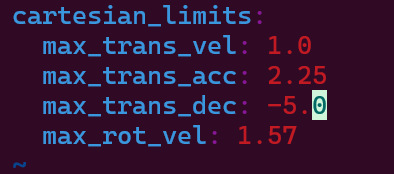 cartesian_limits:
  max_trans_vel: 1.0
  max_trans_acc: 2.25
  max_trans_dec: -5.0
  max_rot_vel: 1.57
~